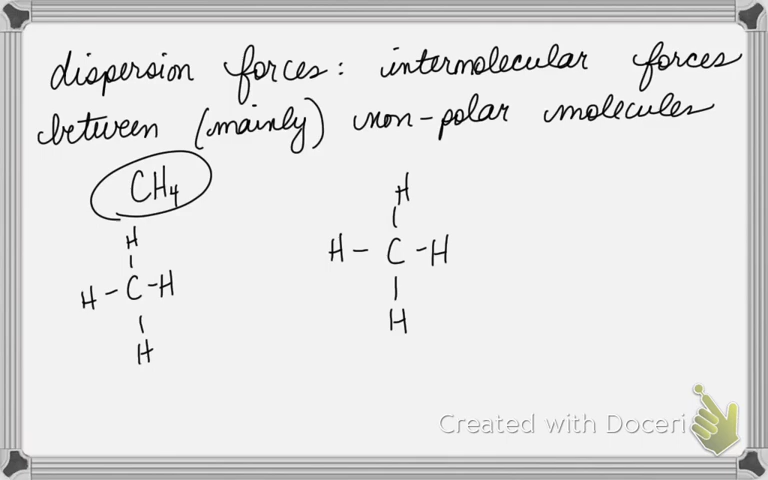 dispersion forces: intermolecular forces
between (mainly) non-polar molecules
CH4
H
H
H - C - H
H - C - H
H
H
Created with Doceri